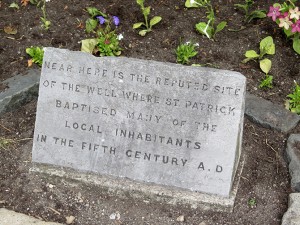 NEAR HERE IS THE REPUTED SITE
OF THE WELL WHERE ST PATRICK
BAPTISED MANY OF THE
LOCAL INHABITANTS
IN THE FIFTH CENTURY A.D